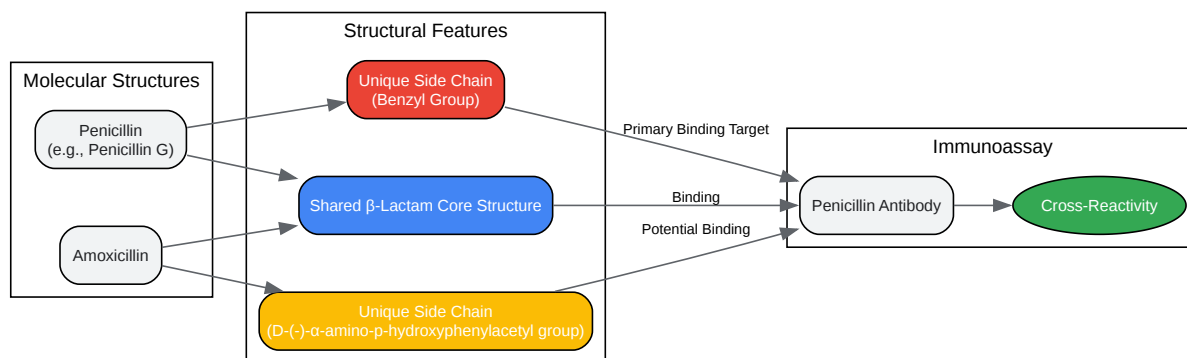 Molecular Structures
Penicillin
(e.g., Penicillin G)
Amoxicillin
Structural Features
Unique Side Chain
(Benzyl Group)
Shared β-Lactam Core Structure
Unique Side Chain
(D-(-)-α-amino-p-hydroxyphenylacetyl group)
Primary Binding Target
Binding
Potential Binding
Immunoassay
Penicillin Antibody
Cross-Reactivity